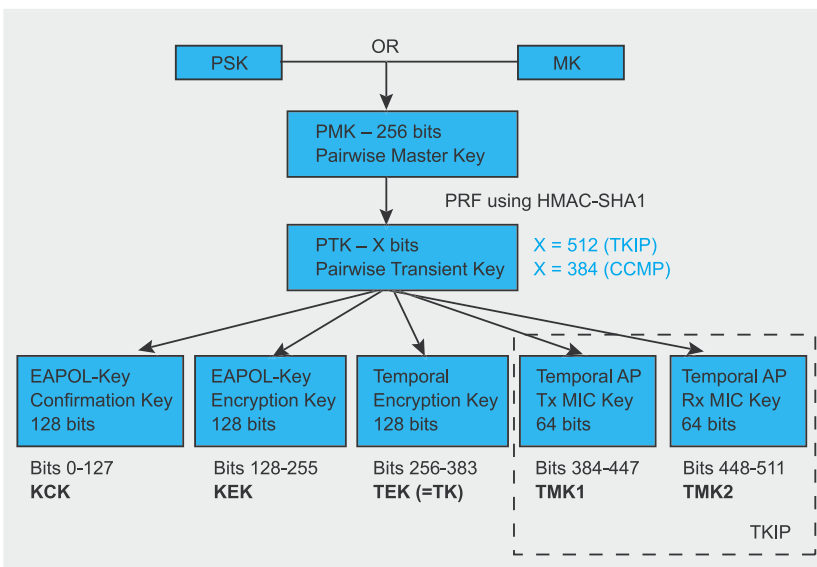 OR
PSK
MK
PMK – 256 bits
Pairwise Master Key
PRF using HMAC-SHA1
PTK – X bits
Pairwise Transient Key
X = 512 (TKIP)
X = 384 (CCMP)
EAPOL-Key
Confirmation Key
128 bits
EAPOL-Key
Encryption Key
128 bits
Temporal
Encryption Key
128 bits
Temporal AP
Tx MIC Key
64 bits
Temporal AP
Rx MIC Key
64 bits
Bits 0-127
KCK
Bits 128-255
KEK
Bits 256-383
TEK (=TK)
Bits 384-447
TMK1
Bits 448-511
TMK2
TKIP